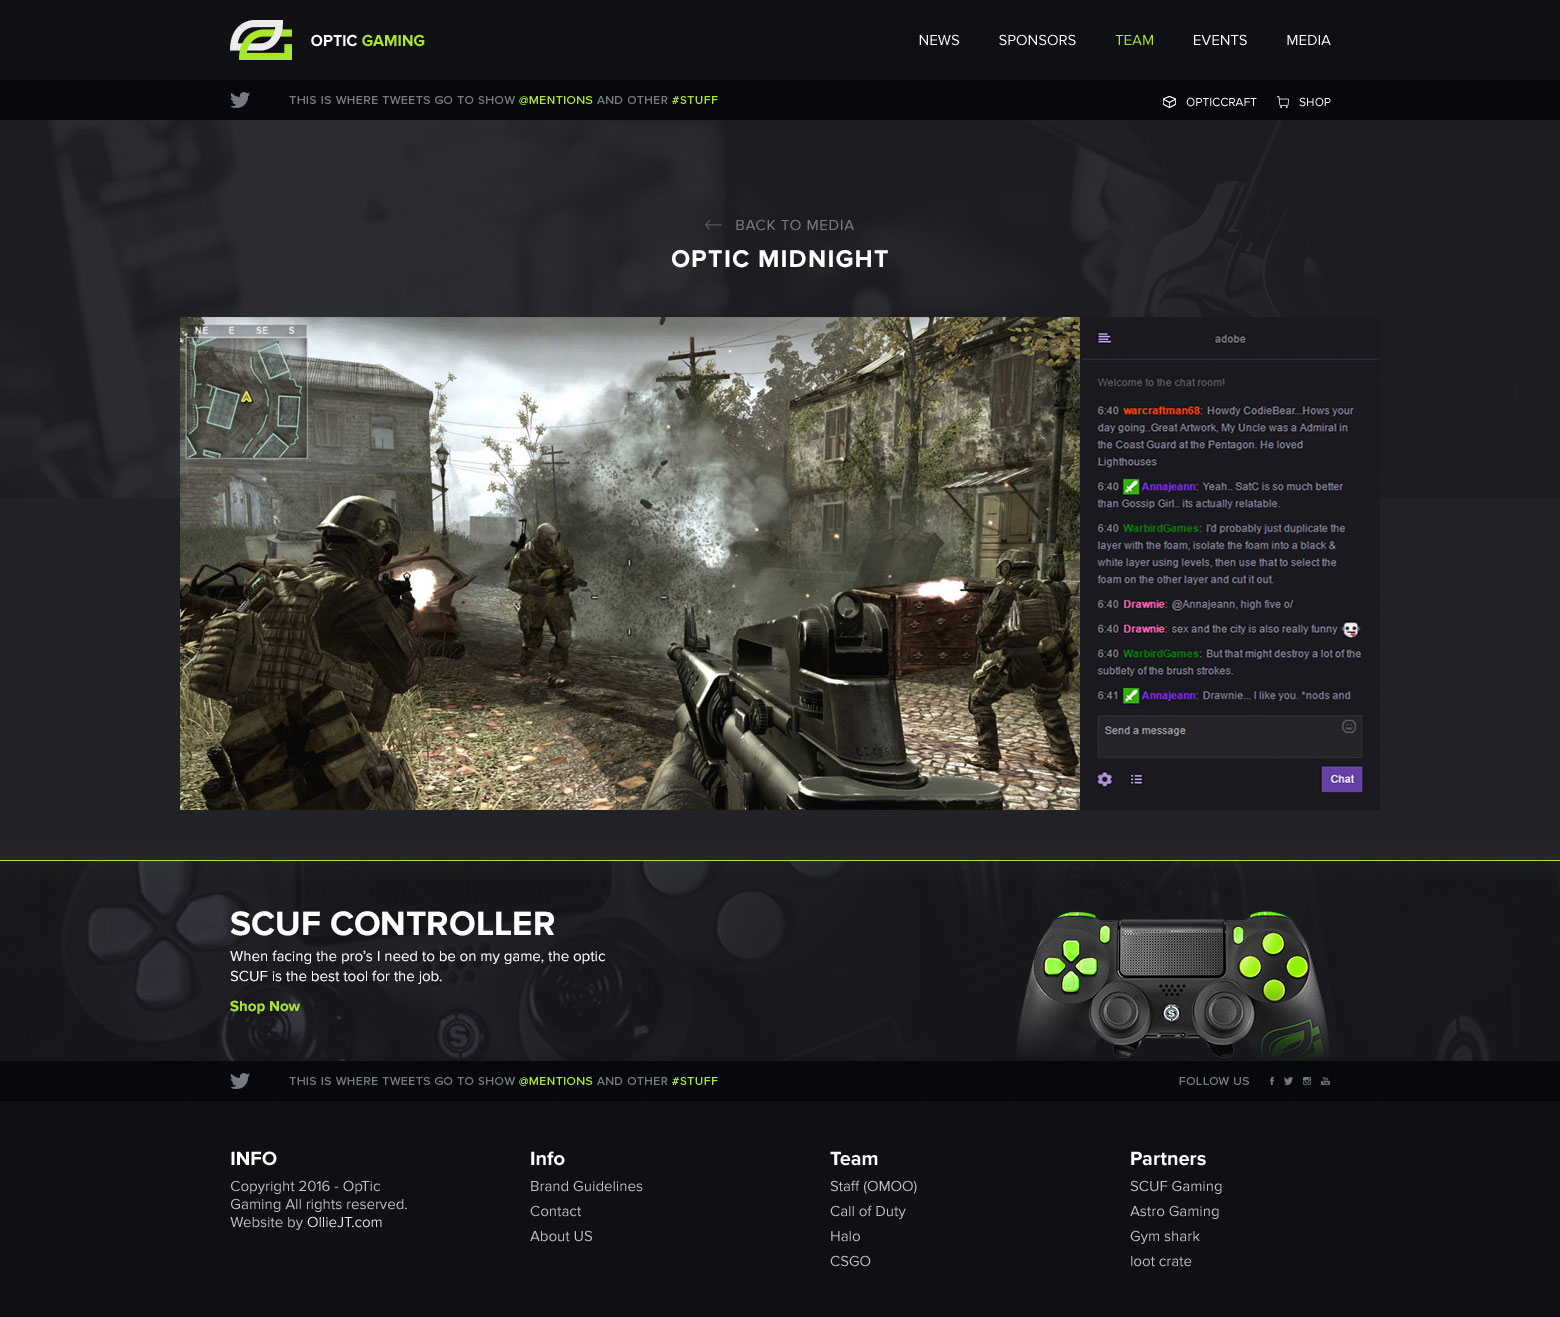 OPTIC GAMING
NEWS
SPONSORS
TEAM
EVENTS
MEDIA
THIS IS WHERE TWEETS GO TO SHOW @MENTIONS AND OTHER #STUFF
OPTICCRAFT
SHOP
BACK TO MEDIA
OPTIC MIDNIGHT
NE E SE S
adobe
Welcome to the chat room!
6:40 warcraftman68: Howdy CodieBear...Hows your
day going..Great Artwork, My Uncle was a Admiral in
the Coast Guard at the Pentagon. He loved
Lighthouses
6:40 Annajeann: Yeah.. SatC is so much better
than Gossip Girl.. its actually relatable.
6:40 WarbirdGames: I'd probably just duplicate the
layer with the foam, isolate the foam into a black &
white layer using levels, then use that to select the
foam on the other layer and cut it out.
6:40 Drawnie: @Annajeann, high five o/
6:40 Drawnie: sex and the city is also really funny
6:40 WarbirdGames: But that might destroy a lot of the
subtlety of the brush strokes.
6:41 Annajeann: Drawnie... I like you. *nods and
Send a message
Chat
SCUF CONTROLLER
When facing the pro's I need to be on my game, the optic
SCUF is the best tool for the job.
Shop Now
THIS IS WHERE TWEETS GO TO SHOW @MENTIONS AND OTHER #STUFF
FOLLOW US
INFO
Copyright 2016 - OpTic
Gaming All rights reserved.
Website by OllieJT.com
Info
Brand Guidelines
Contact
About US
Team
Staff (OMOO)
Call of Duty
Halo
CSGO
Partners
SCUF Gaming
Astro Gaming
Gym shark
loot crate